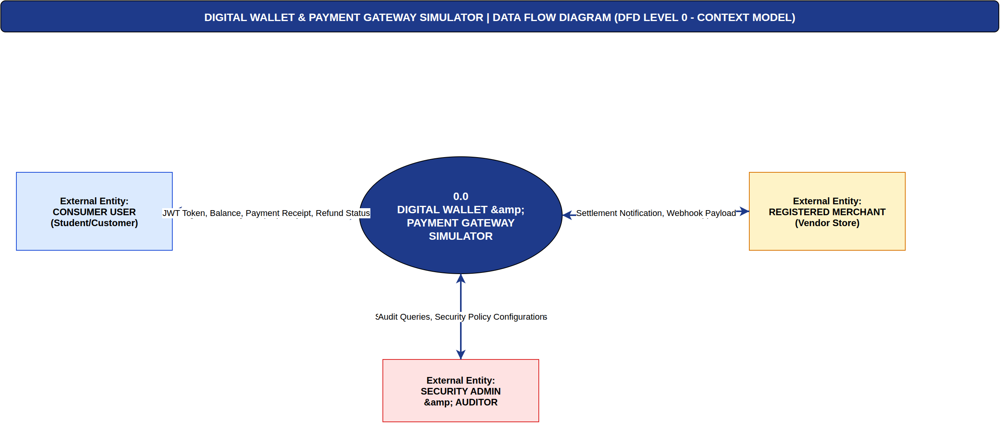 DIGITAL WALLET & PAYMENT GATEWAY SIMULATOR | DATA FLOW DIAGRAM (DFD LEVEL 0 - CONTEXT MODEL)
External Entity:
CONSUMER USER
(Student/Customer)
JWT Token, Balance, Payment Receipt, Refund Status
0.0
DIGITAL WALLET &amp;
PAYMENT GATEWAY
SIMULATOR
Settlement Notification, Webhook Payload
External Entity:
REGISTERED MERCHANT
(Vendor Store)
Audit Queries, Security Policy Configurations
External Entity:
SECURITY ADMIN
&amp; AUDITOR